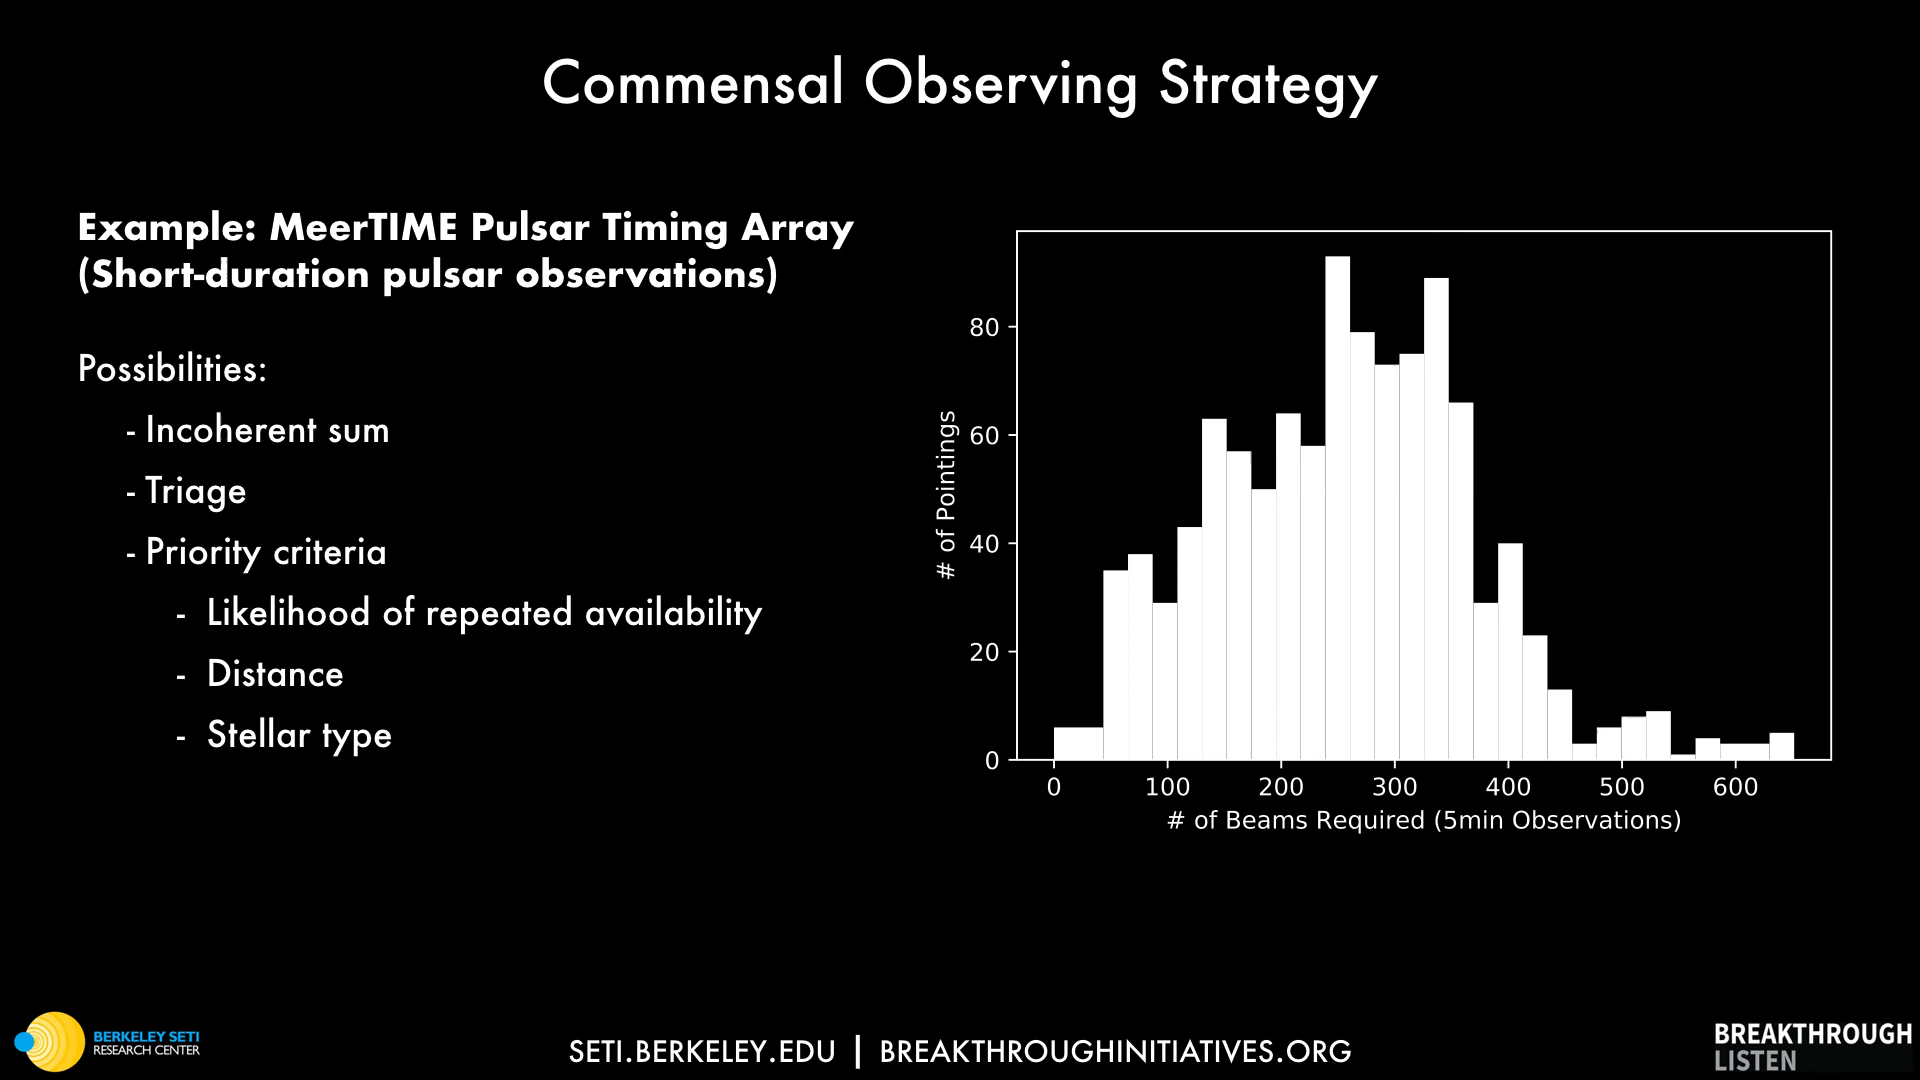 Commensal Observing Strategy
Example: MeerTIME Pulsar Timing Array
(Short-duration pulsar observations)
Possibilities:
- Incoherent sum
- Triage
- Priority criteria
- Likelihood of repeated availability
- Distance
- Stellar type
# of Pointings
80
60
40
20
0
0 100 200 300 400 500 600
# of Beams Required (5min Observations)
BERKELEY SETI
RESEARCH CENTER
SETI.BERKELEY.EDU | BREAKTHROUGHINITIATIVES.ORG
BREAKTHROUGH
LISTEN